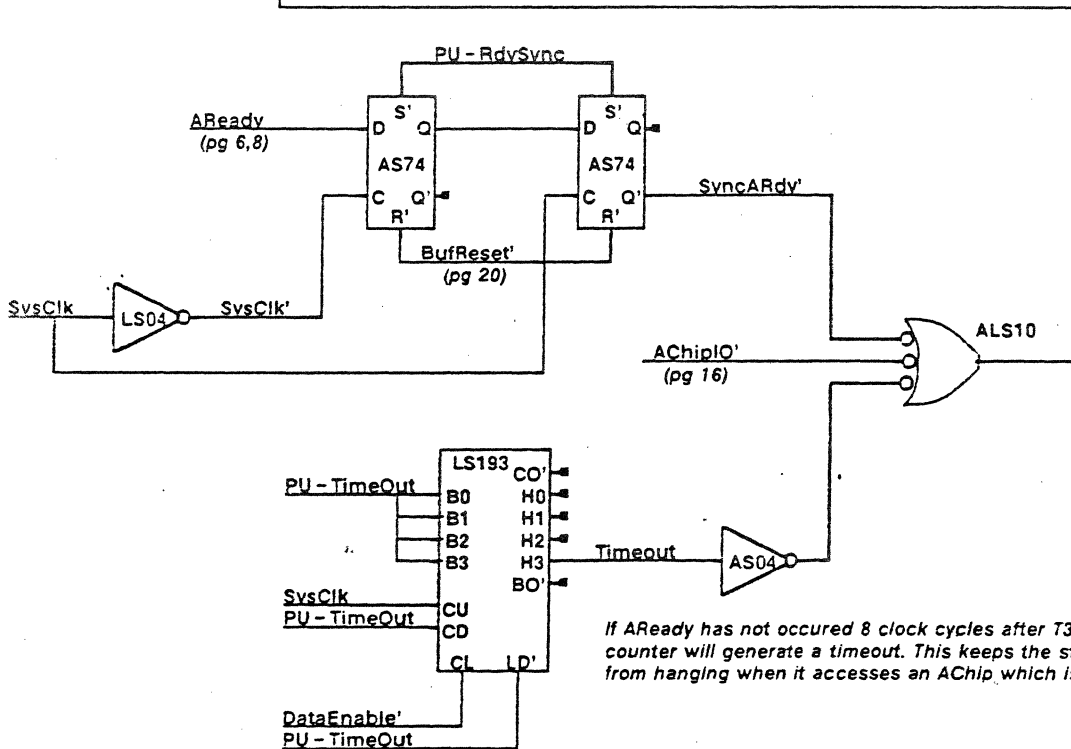 PU-RdySync
S' S'
AReady D Q D Q
(pg 6,8)
AS74 AS74
C Q' C Q' SyncARdy'
R' R'
BufReset'
(pg 20)
SysClk LS04 SysClk'
ALS10
AChipIO'
(pg 16)
LS193
CO'
PU-TimeOut B0 H0
B1 H1
B2 H2
B3 H3 Timeout AS04
BO'
SysClk CU
PU-TimeOut CD
CL LD'
DataEnable'
PU-TimeOut
If AReady has not occured 8 clock cycles after T3
counter will generate a timeout. This keeps the
from hanging when it accesses an AChip which